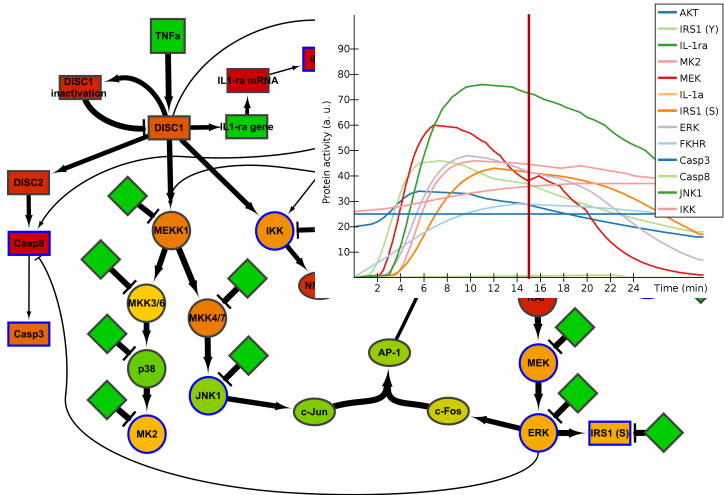 TNFa
DISC1
inactivation
IL1-ra mRNA
DISC1
IL1-ra gene
DISC2
Casp8
MEKK1
IKK
MKK3/6
MKK4/7
Casp3
p38
JNK1
MK2
c-Jun
AP-1
c-Fos
MEK
ERK
IRS1 (S)
Protein activity (a. u.)
90
80
70
60
50
40
30
20
10
2 4 6 8 10 12 14 16 18 20 22 24 Time (min)
AKT
IRS1 (Y)
IL-1ra
MK2
MEK
IL-1a
IRS1 (S)
ERK
FKHR
Casp3
Casp8
JNK1
IKK